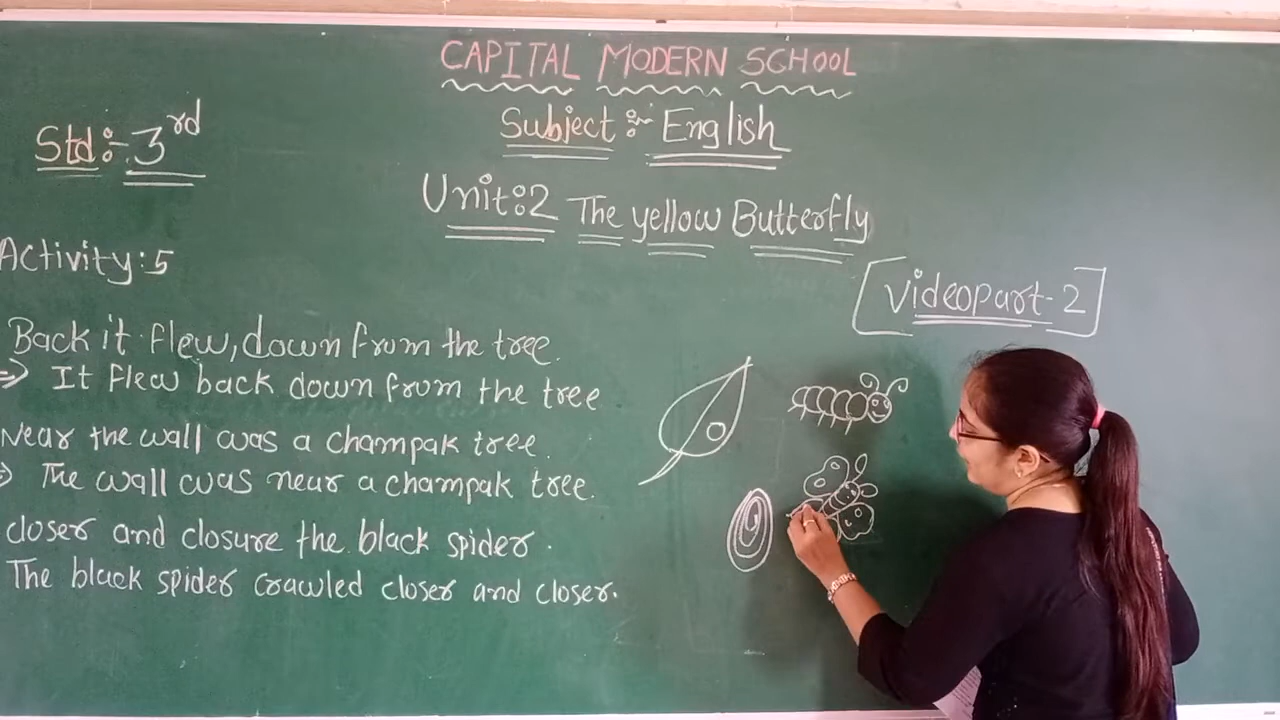 CAPITAL MODERN SCHOOL
Subject :- English
Std :- 3rd
Unit:2 The yellow Butterfly
Activity:5
[Videopart-2]
Back it flew, down from the tree.
⇒ It flew back down from the tree
Near the wall was a champak tree.
⇒ The wall was near a champak tree.
closer and closure the black spider.
The black spider crawled closer and closer.